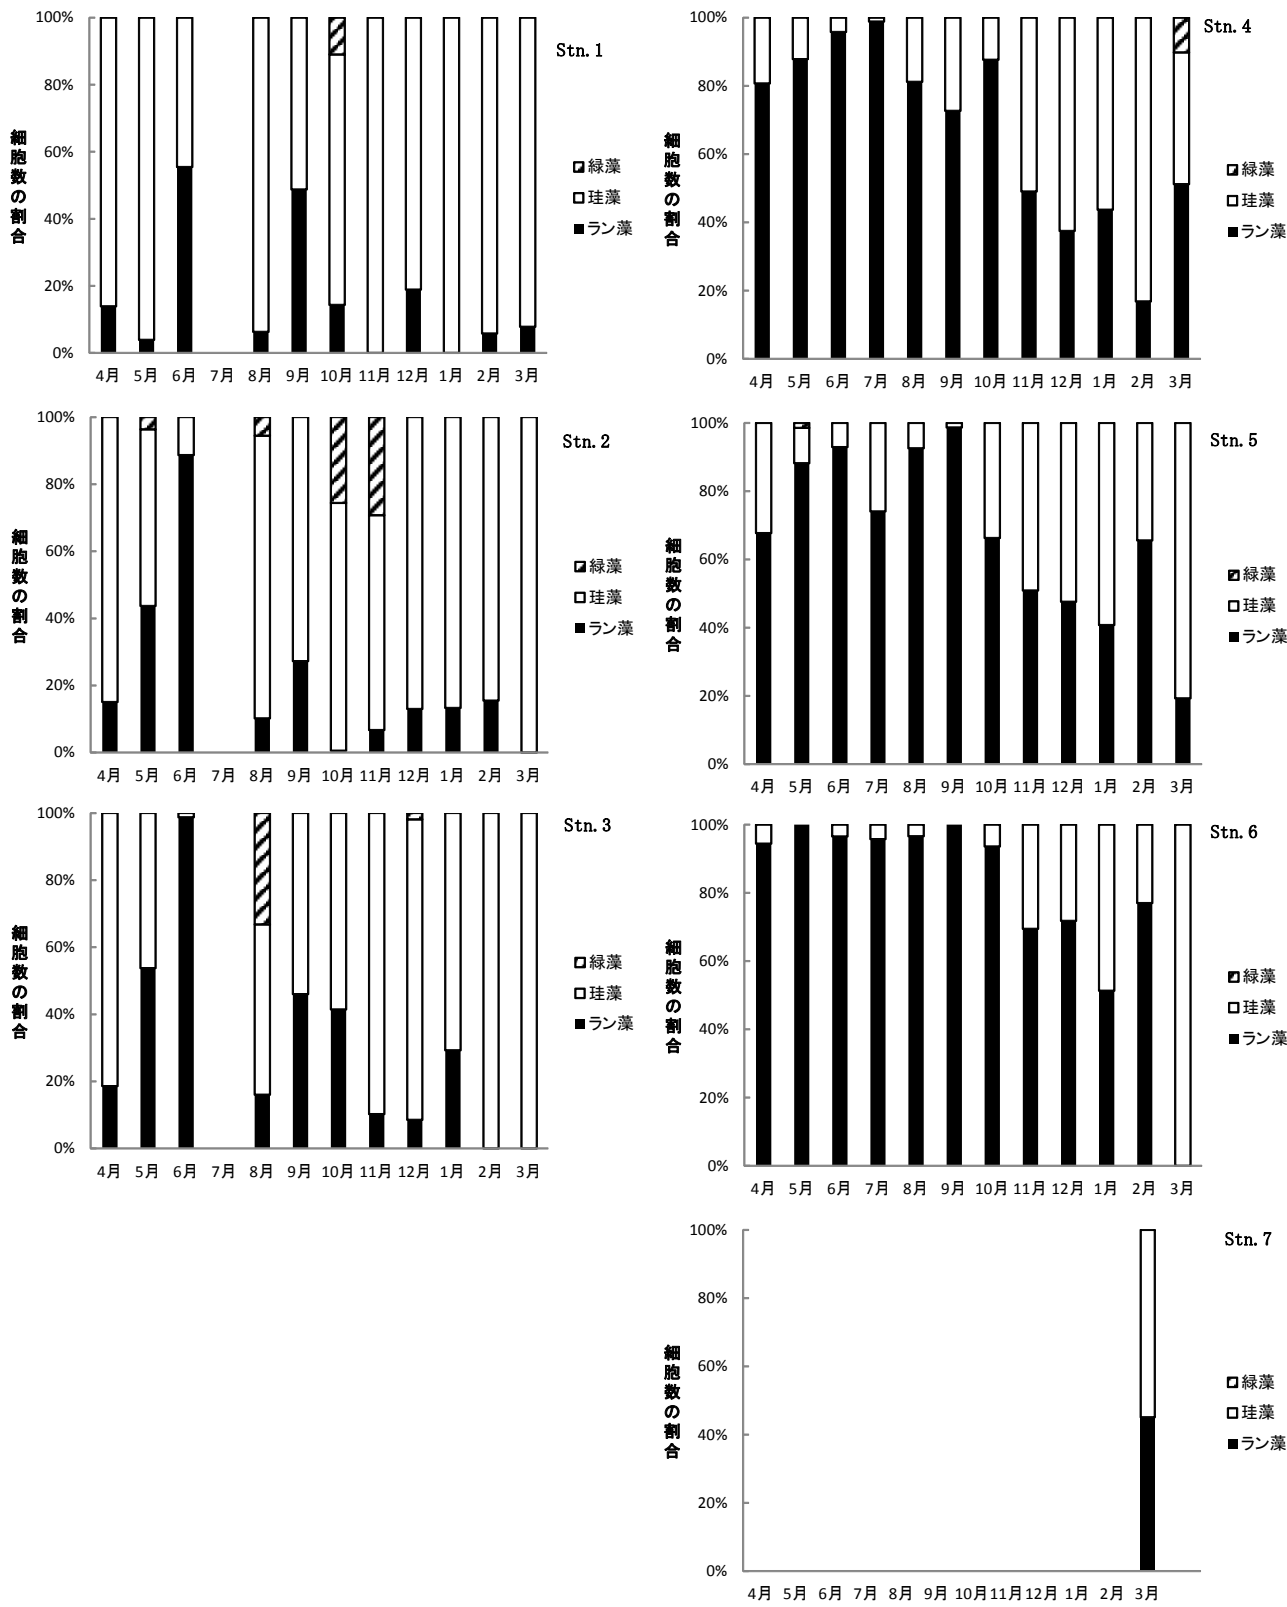 Stn. 1
細胞数の割合
100%
80%
60%
40%
20%
0%
4月 5月 6月 7月 8月 9月 10月 11月 12月 1月 2月 3月
緑藻
珪藻
ラン藻
Stn. 2
細胞数の割合
100%
80%
60%
40%
20%
0%
4月 5月 6月 7月 8月 9月 10月 11月 12月 1月 2月 3月
緑藻
珪藻
ラン藻
Stn. 3
細胞数の割合
100%
80%
60%
40%
20%
0%
4月 5月 6月 7月 8月 9月 10月 11月 12月 1月 2月 3月
緑藻
珪藻
ラン藻
Stn. 4
細胞数の割合
100%
80%
60%
40%
20%
0%
4月 5月 6月 7月 8月 9月 10月 11月 12月 1月 2月 3月
緑藻
珪藻
ラン藻
Stn. 5
細胞数の割合
100%
80%
60%
40%
20%
0%
4月 5月 6月 7月 8月 9月 10月 11月 12月 1月 2月 3月
緑藻
珪藻
ラン藻
Stn. 6
細胞数の割合
100%
80%
60%
40%
20%
0%
4月 5月 6月 7月 8月 9月 10月 11月 12月 1月 2月 3月
緑藻
珪藻
ラン藻
Stn. 7
細胞数の割合
100%
80%
60%
40%
20%
0%
4月 5月 6月 7月 8月 9月 10月 11月 12月 1月 2月 3月
緑藻
珪藻
ラン藻